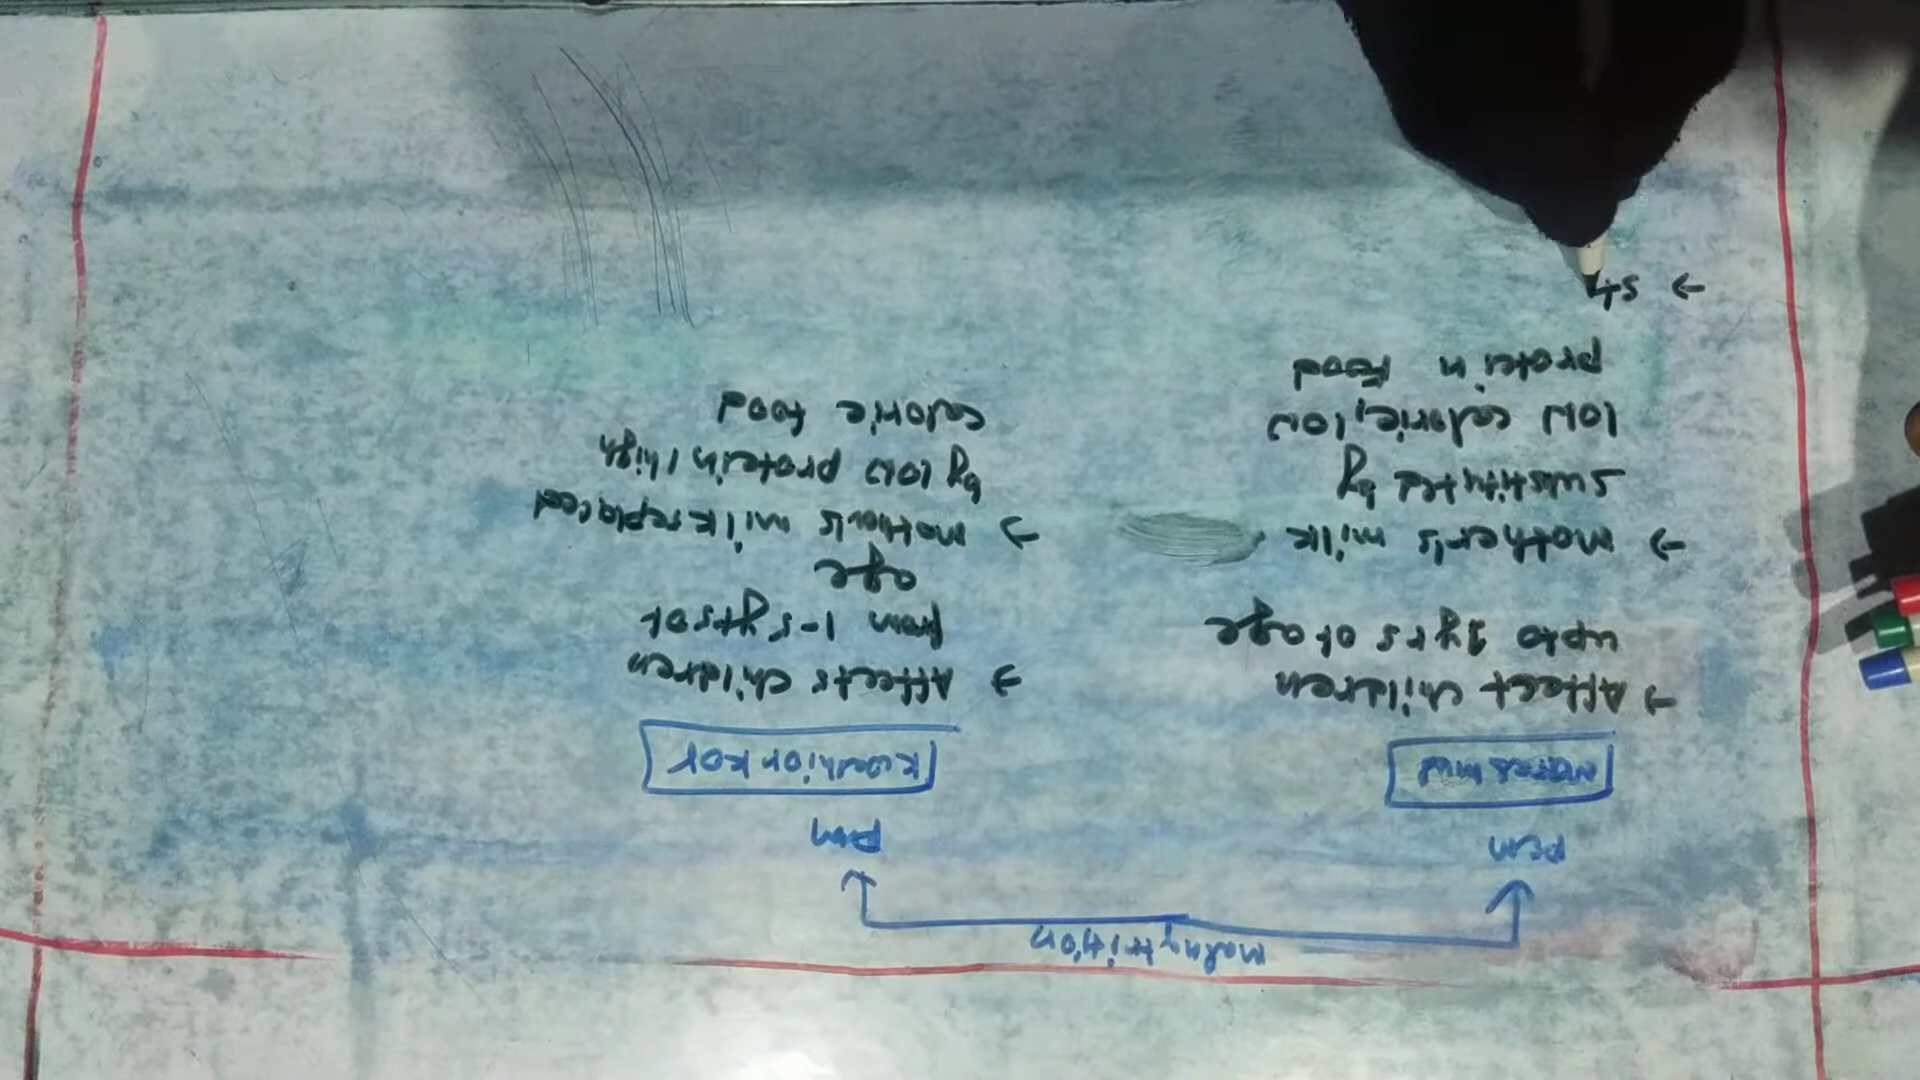 Malnutrition
PEM
Marasmus
→ Affect children
upto 1yrs of age
→ Mother's milk
substituted by
low calorie, low
protein food
→ St
PEM
Kwashiorkor
→ Affects children
from 1-5 yrs of
age
→ Mother's milk replaced
by low protein / high
calorie food